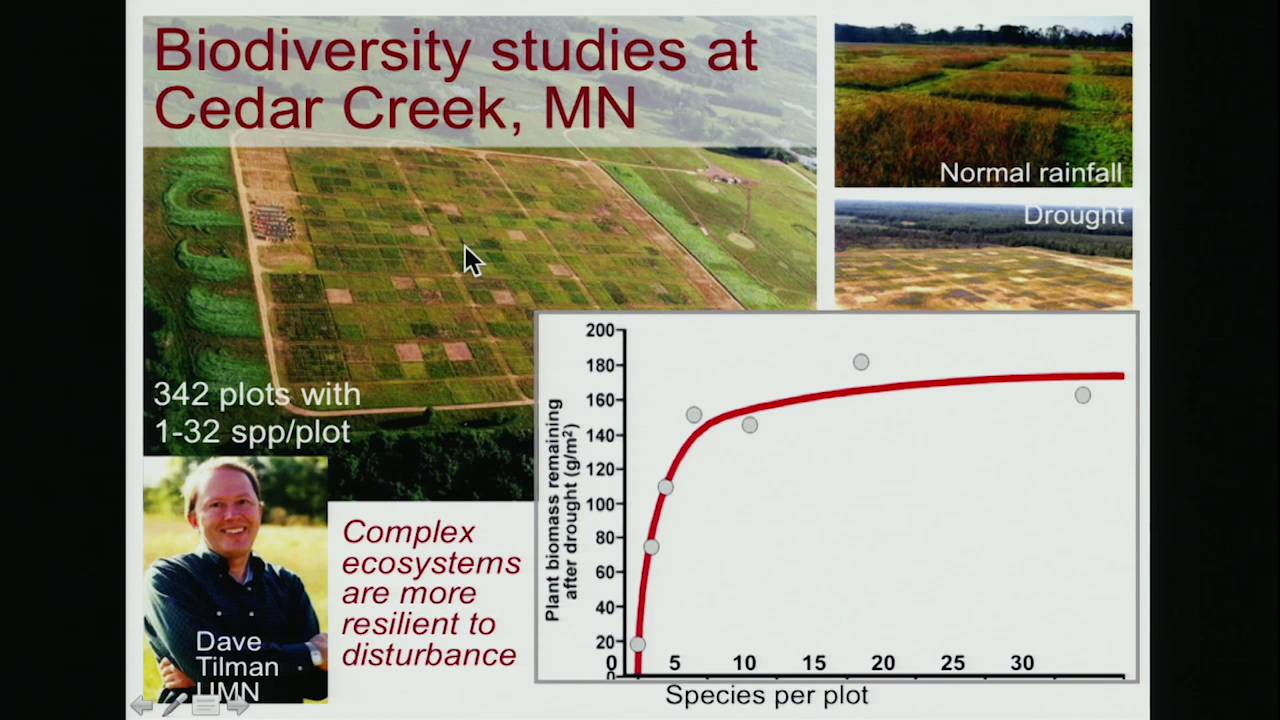 Biodiversity studies at
Cedar Creek, MN
Normal rainfall
Drought
342 plots with
1-32 spp/plot
Dave
Tilman
UMN
Complex
ecosystems
are more
resilient to
disturbance
Plant biomass remaining
after drought (g/m²)
200
180
160
140
120
100
80
60
40
20
0
0 5 10 15 20 25 30
Species per plot